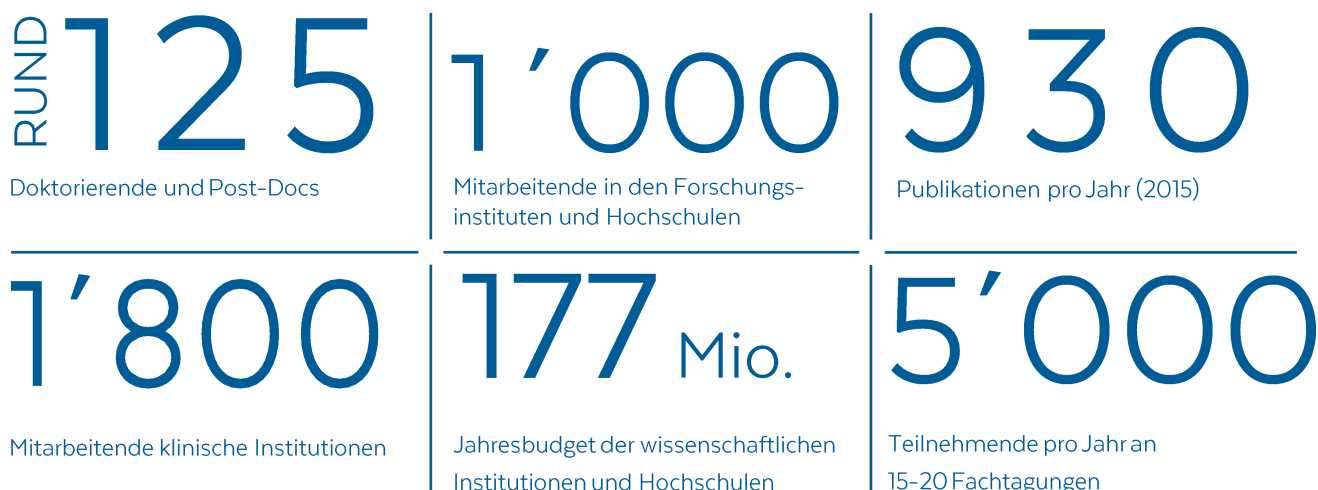 RUND 125
Doktorierende und Post-Docs
1’000
Mitarbeitende in den Forschungs-
instituten und Hochschulen
930
Publikationen pro Jahr (2015)
1’800
Mitarbeitende klinische Institutionen
177 Mio.
Jahresbudget der wissenschaftlichen
Institutionen und Hochschulen
5’000
Teilnehmende pro Jahr an
15-20 Fachtagungen